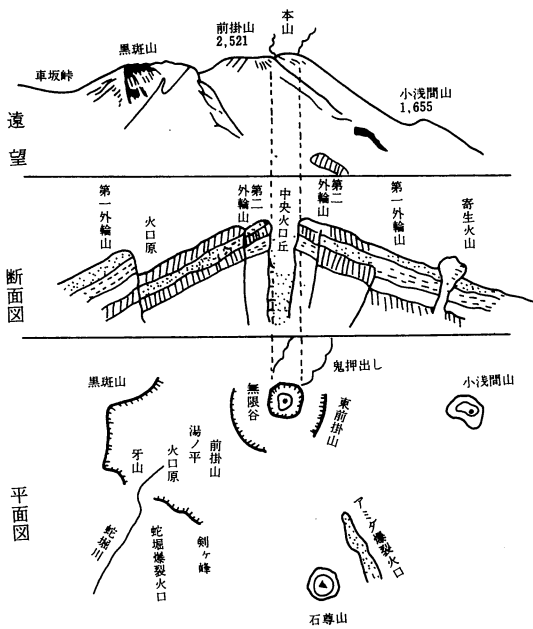 遠望
車坂峠
黒斑山
前掛山
2,521
本山
小浅間山
1,655
断面図
第一外輪山
火口原
第二
外輪山
中央火口丘
第二
外輪山
第一外輪山
寄生火山
平面図
黒斑山
牙山
火口原
湯ノ平
前掛山
無限谷
鬼押出し
東前掛山
小浅間山
蛇堀川
蛇堀爆裂火口
剣ヶ峰
アミダ爆裂火口
石尊山